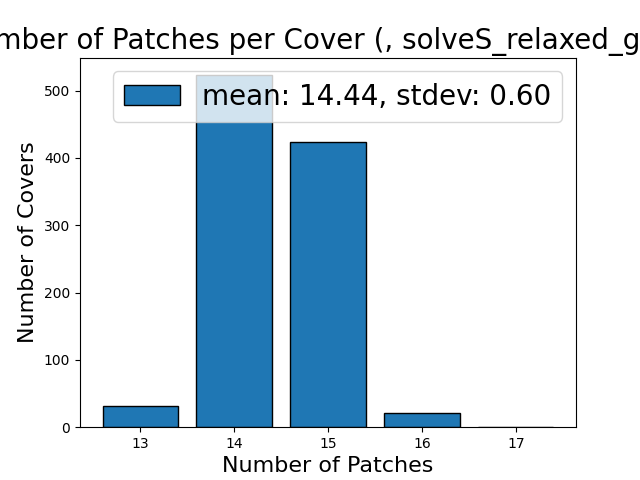 mber of Patches per Cover (, solveS_relaxed_g
mean: 14.44, stdev: 0.60
Number of Covers
500
400
300
200
100
0
13 14 15 16 17
Number of Patches